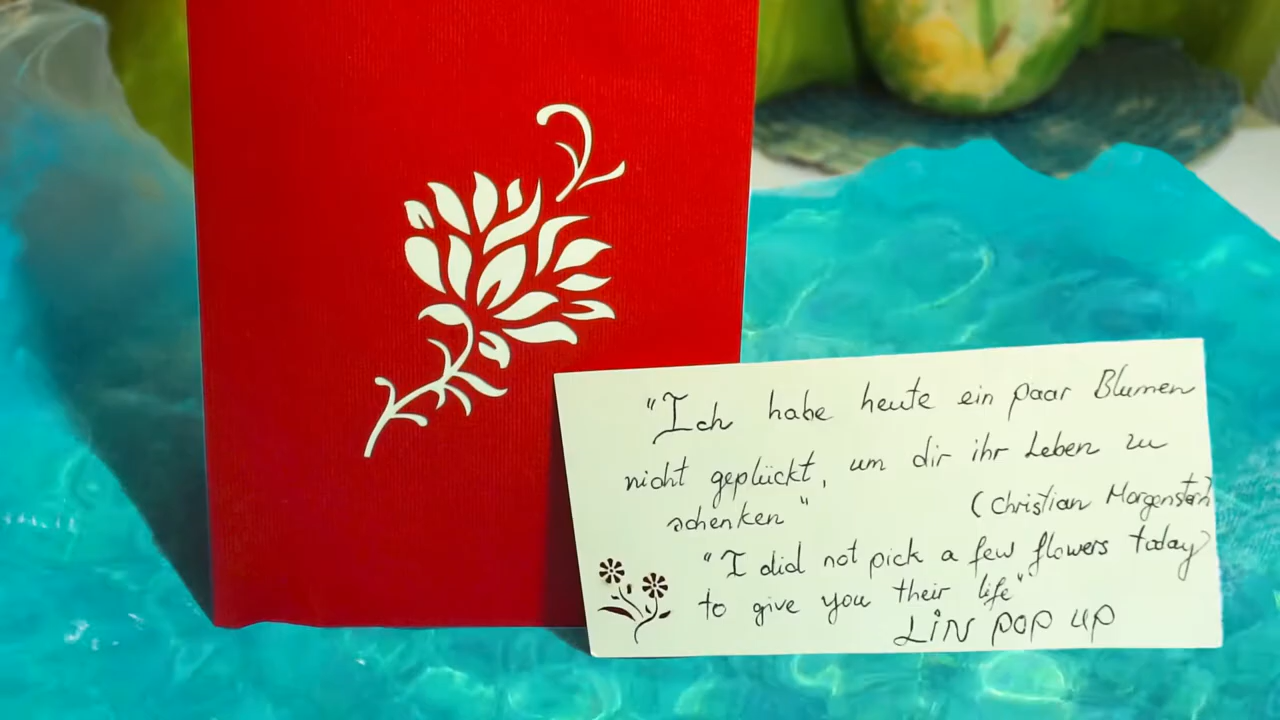 "Ich habe heute ein paar Blumen
nicht geplückt, um dir ihr Leben zu
schenken" (Christian Morgenstern)
"I did not pick a few flowers today
to give you their life"
LiN POP UP